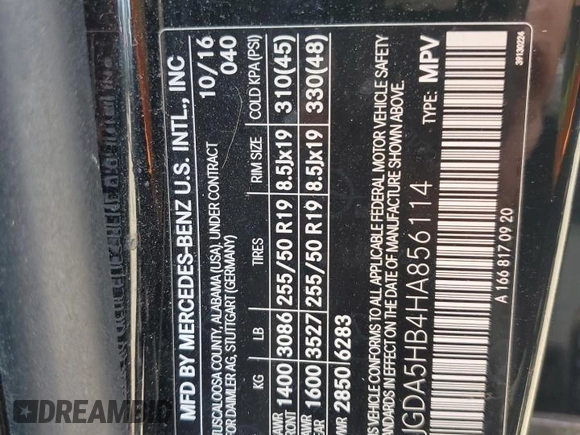 MFD BY MERCEDES-BENZ U.S. INTL., INC
TUSCALOOSA COUNTY, ALABAMA (USA), UNDER CONTRACT
FOR DAIMLER AG, STUTTGART (GERMANY)
10/16
040
KG LB TIRES RIM SIZE COLD KPA (PSI)
FRONT 1400 3086 255/50 R19 8.5Jx19 310(45)
1600 3527 255/50 R19 8.5Jx19 330(48)
2850 6283
VEHICLE CONFORMS TO ALL APPLICABLE FEDERAL MOTOR VEHICLE SAFETY
STANDARDS IN EFFECT ON THE DATE OF MANUFACTURE SHOWN ABOVE.
JGDA5HB4HA856114 TYPE: MPV
A 166 817 09 20
39130224
DREAMBID